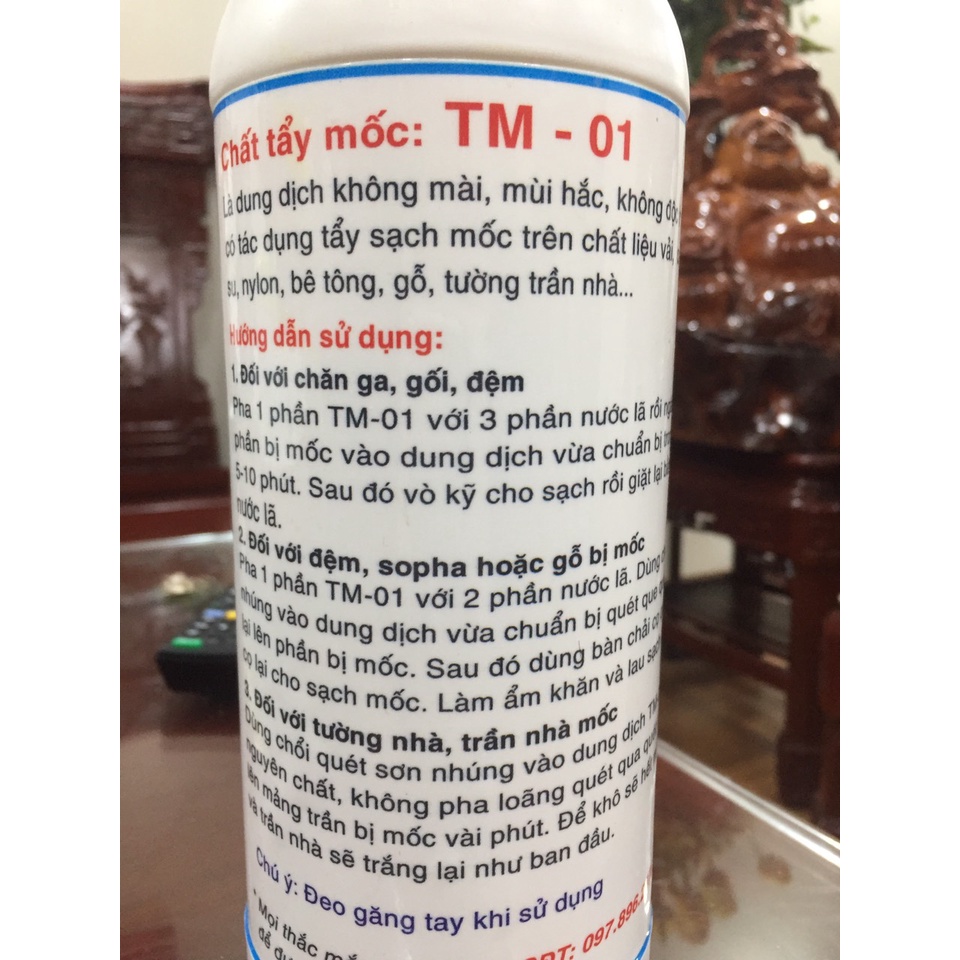 Chất tẩy mốc: TM - 01
Là dung dịch không mài, mùi hắc, không độc
có tác dụng tẩy sạch mốc trên chất liệu vải,
su, nylon, bê tông, gỗ, tường trần nhà...
Hướng dẫn sử dụng:
1. Đối với chăn ga, gối, đệm
Pha 1 phần TM-01 với 3 phần nước lã rồi
phần bị mốc vào dung dịch vừa chuẩn bị
5-10 phút. Sau đó vò kỹ cho sạch rồi giặt lại
nước lã.
2. Đối với đệm, sopha hoặc gỗ bị mốc
Pha 1 phần TM-01 với 2 phần nước lã. Dùng
nhúng vào dung dịch vừa chuẩn bị quét que
lại lên phần bị mốc. Sau đó dùng bàn chải
cọ lại cho sạch mốc. Làm ẩm khăn và lau sạch
3. Đối với tường nhà, trần nhà mốc
Dùng chổi quét sơn nhúng vào dung dịch
nguyên chất, không pha loãng quét qua
lên mảng trần bị mốc vài phút. Để khô sẽ hết
và trần nhà sẽ trắng lại như ban đầu.
Chú ý: Đeo găng tay khi sử dụng
* Mọi thắc
097.896.
để